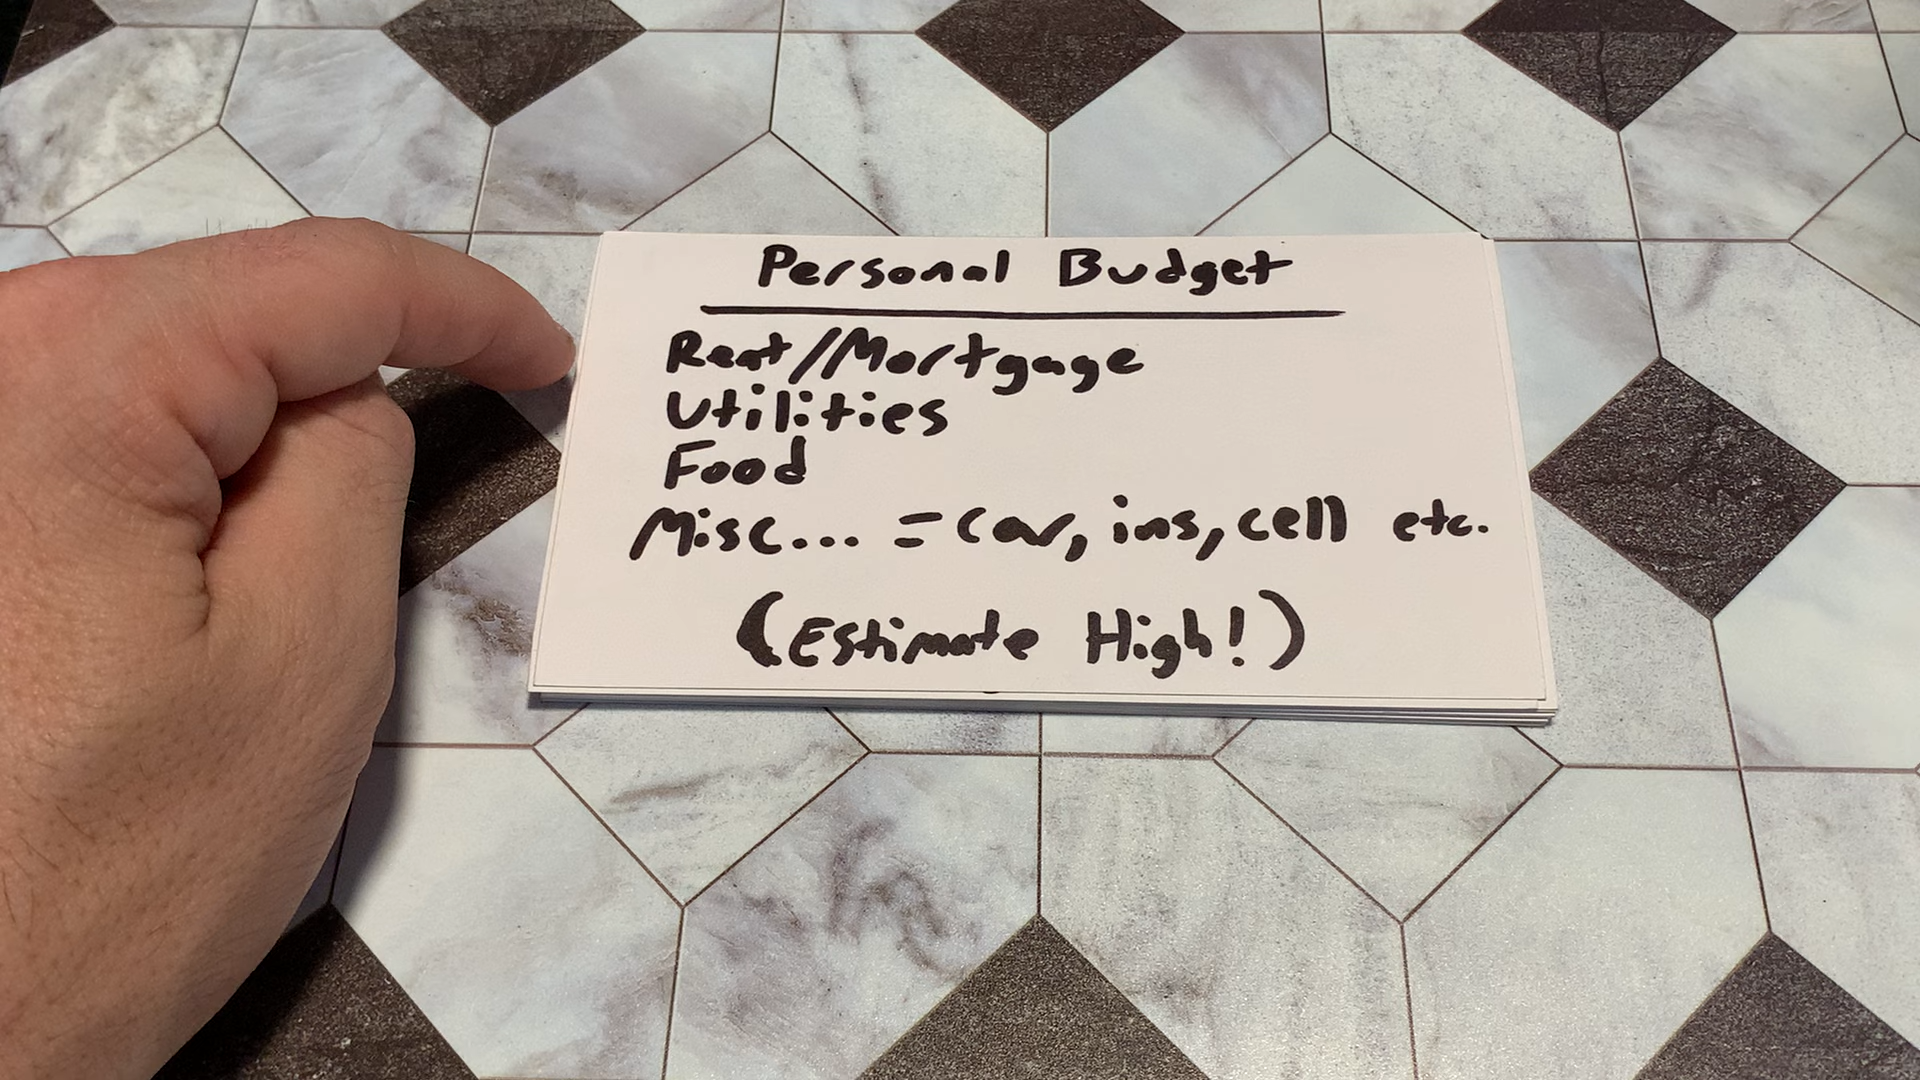 Personal Budget
Rent/Mortgage
Utilities
Food
Misc... = Car, ins, cell etc.
(Estimate High!)